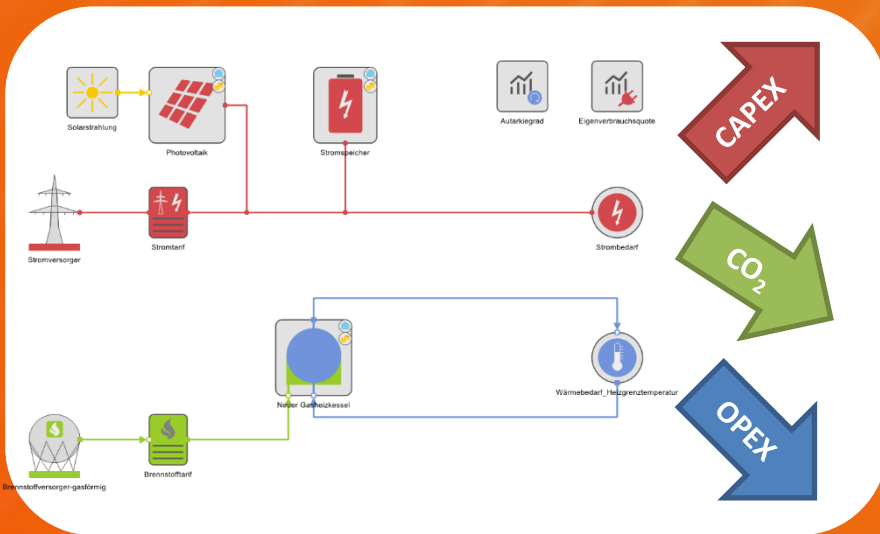 Solarstrahlung
Photovoltaik
Stromspeicher
Autarkiegrad
Eigenverbrauchsquote
CAPEX
Stromversorger
Stromtarif
Strombedarf
CO₂
Neuer Gasheizkessel
Wärmebedarf_Heizgrenztemperatur
OPEX
Brennstoffversorger-gasförmig
Brennstofftarif